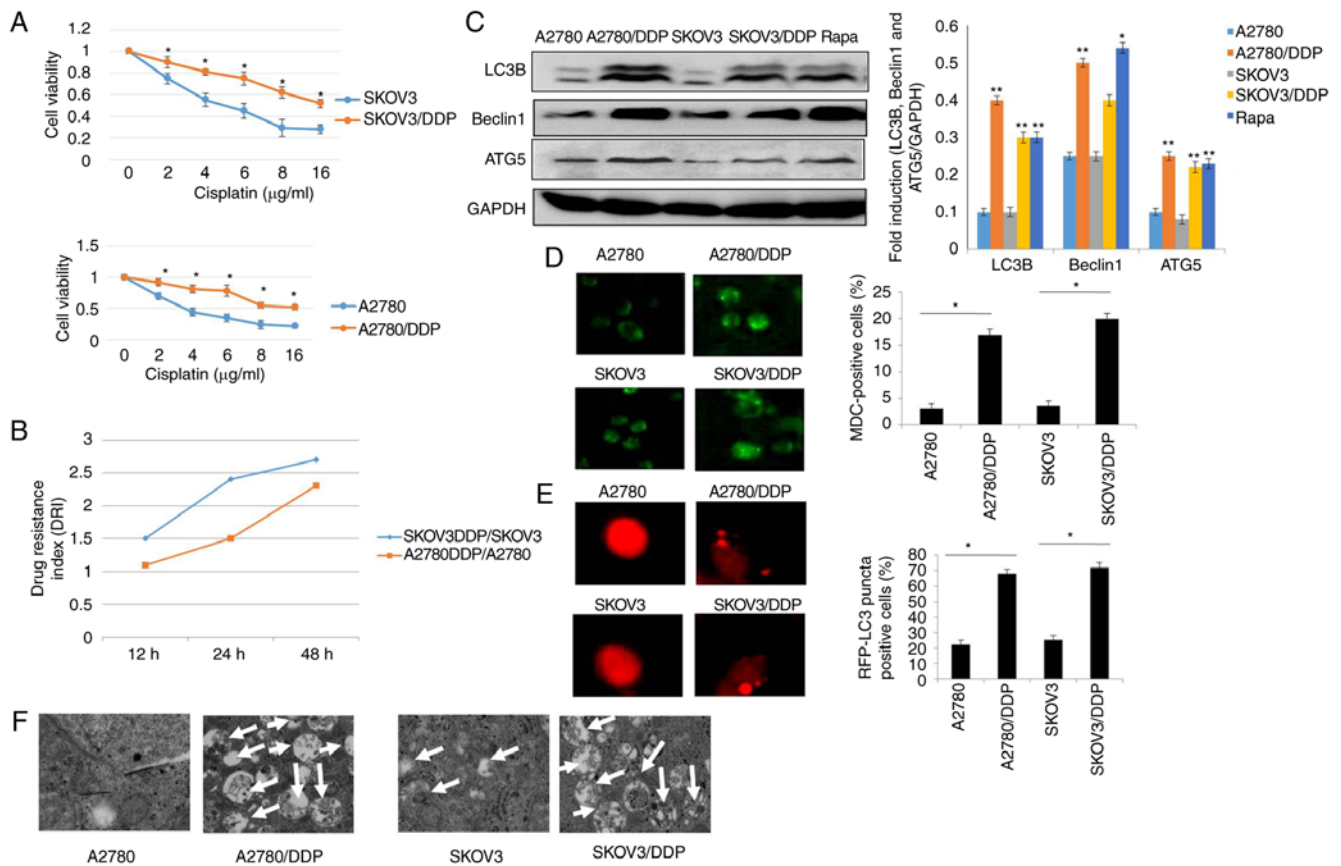 A
1.2
1
0.8
0.6
0.4
0.2
0
Cell viability
* * * * *
0 2 4 6 8 16
Cisplatin (μg/ml)
SKOV3
SKOV3/DDP
1.5
1
0.5
0
Cell viability
* * * * *
0 2 4 6 8 16
Cisplatin (μg/ml)
A2780
A2780/DDP
B
3
2.5
2
1.5
1
0.5
0
Drug resistance
index (DRI)
12 h 24 h 48 h
SKOV3DDP/SKOV3
A2780DDP/A2780
C
A2780 A2780/DDP SKOV3 SKOV3/DDP Rapa
LC3B
Beclin1
ATG5
GAPDH
Fold induction (LC3B, Beclin1 and
ATG5/GAPDH)
0.6
0.5
0.4
0.3
0.2
0.1
0
** ** **
** *
** ** **
LC3B Beclin1 ATG5
A2780
A2780/DDP
SKOV3
SKOV3/DDP
Rapa
D
A2780 A2780/DDP
SKOV3 SKOV3/DDP
MDC-positive cells (%)
25
20
15
10
5
0
* *
A2780
A2780/DDP
SKOV3
SKOV3/DDP
E
A2780 A2780/DDP
SKOV3 SKOV3/DDP
RFP-LC3 puncta
positive cells (%)
80
70
60
50
40
30
20
10
0
* *
A2780
A2780/DDP
SKOV3
SKOV3/DDP
F
A2780 A2780/DDP SKOV3 SKOV3/DDP